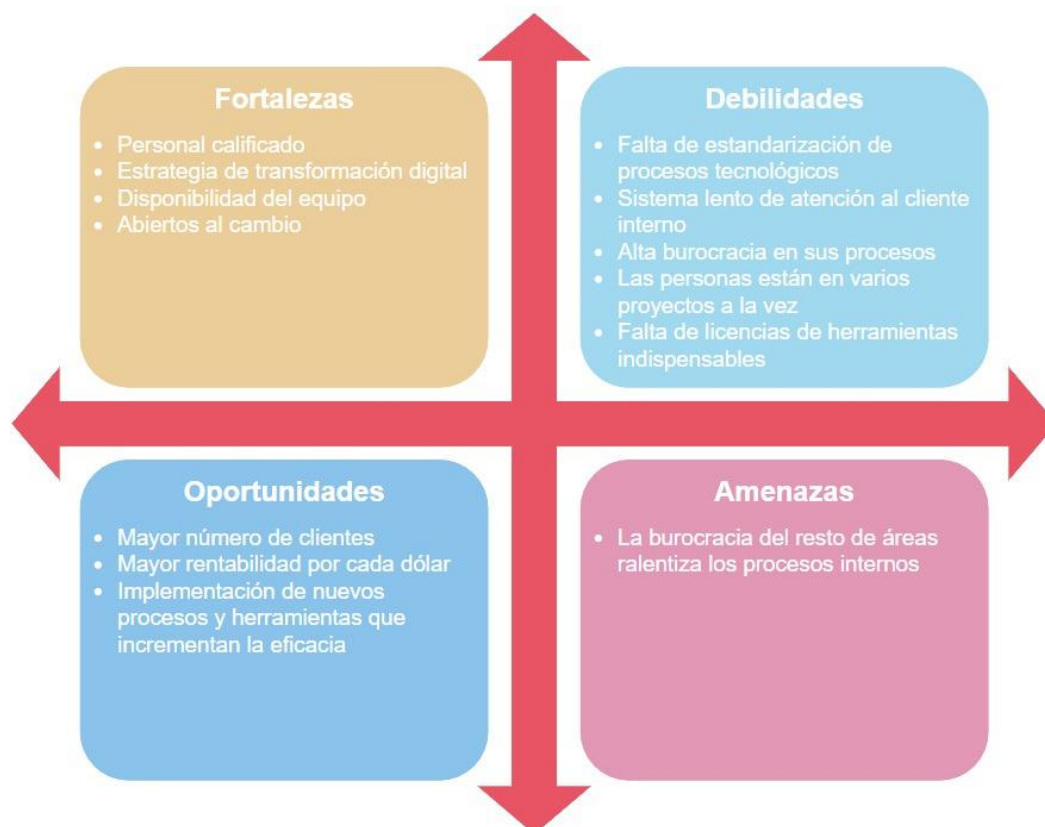 Fortalezas
• Personal calificado
• Estrategia de transformación digital
• Disponibilidad del equipo
• Abiertos al cambio
Debilidades
• Falta de estandarización de
procesos tecnológicos
• Sistema lento de atención al cliente
interno
• Alta burocracia en sus procesos
• Las personas están en varios
proyectos a la vez
• Falta de licencias de herramientas
indispensables
Oportunidades
• Mayor número de clientes
• Mayor rentabilidad por cada dólar
• Implementación de nuevos
procesos y herramientas que
incrementan la eficacia
Amenazas
• La burocracia del resto de áreas
ralentiza los procesos internos